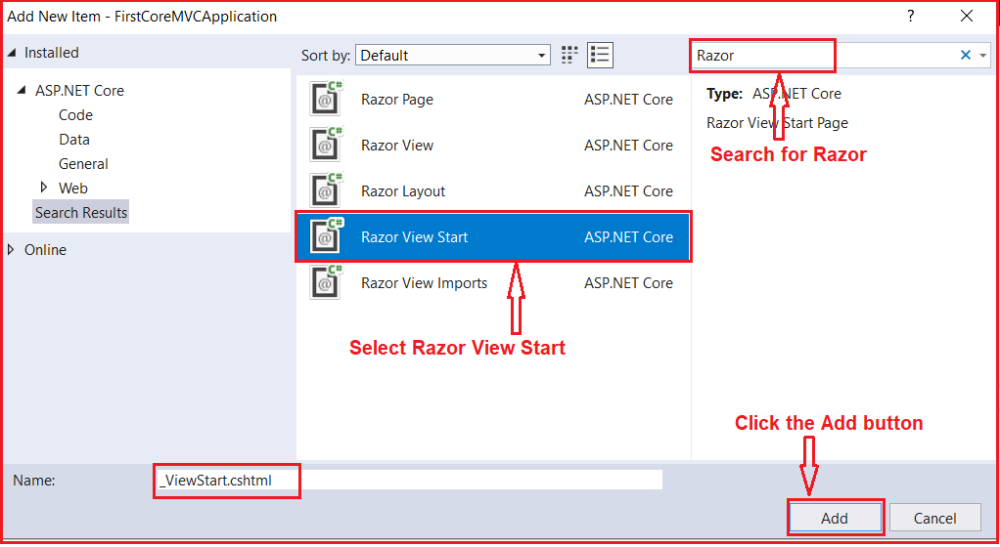 Add New Item - FirstCoreMVCApplication
?
Installed
Sort by: Default
Razor
ASP.NET Core
Code
Data
General
Web
Search Results
Online
Razor Page ASP.NET Core
Razor View ASP.NET Core
Razor Layout ASP.NET Core
Razor View Start ASP.NET Core
Razor View Imports ASP.NET Core
Select Razor View Start
Type: ASP.NET Core
Razor View Start Page
Search for Razor
Click the Add button
Name: _ViewStart.cshtml
Add Cancel
C#
@
C#
@
C#
@
C#
@
C#
@